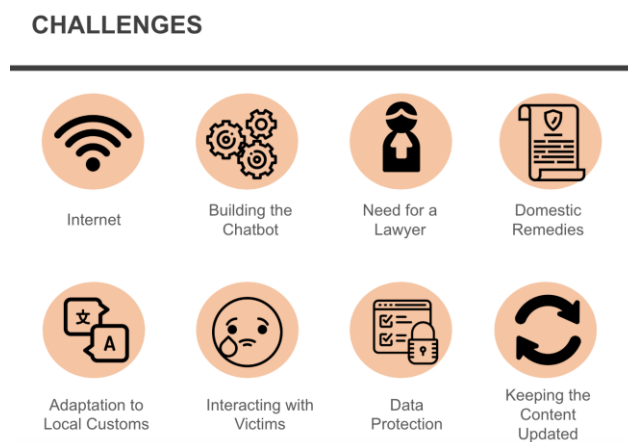 CHALLENGES
Internet
Building the
Chatbot
Need for a
Lawyer
Domestic
Remedies
文
A
Adaptation to
Local Customs
Interacting with
Victims
Data
Protection
Keeping the
Content
Updated